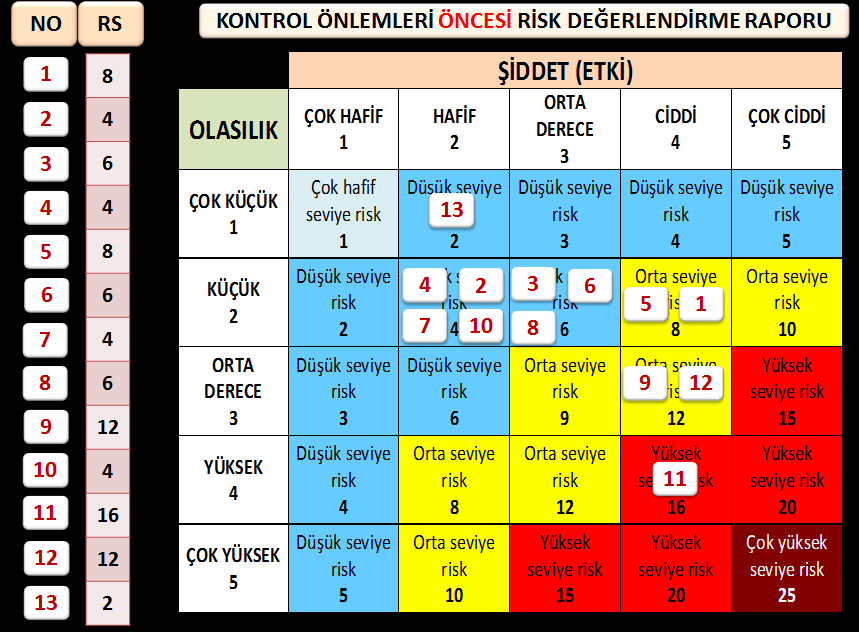 NO RS
KONTROL ÖNLEMLERİ ÖNCESİ RİSK DEĞERLENDİRME RAPORU
1 8
2 4
3 6
4 4
5 8
6 6
7 4
8 6
9 12
10 4
11 16
12 12
13 2
ŞİDDET (ETKİ)
OLASILIK
ÇOK HAFİF
1
HAFİF
2
ORTA
DERECE
3
CİDDİ
4
ÇOK CİDDİ
5
ÇOK KÜÇÜK
1
Çok hafif
seviye risk
1
Düşük seviye
13
2
Düşük seviye
risk
3
Düşük seviye
risk
4
Düşük seviye
risk
5
KÜÇÜK
2
Düşük seviye
risk
2
4 2
risk
7 4 10
3 6
risk
8 6
Orta seviye
5 1
8
Orta seviye
risk
10
ORTA
DERECE
3
Düşük seviye
risk
3
Düşük seviye
risk
6
Orta seviye
risk
9
Orta seviye
9 12
12
Yüksek
seviye risk
15
YÜKSEK
4
Düşük seviye
risk
4
Orta seviye
risk
8
Orta seviye
risk
12
Yüksek
11
16
Yüksek
seviye risk
20
ÇOK YÜKSEK
5
Düşük seviye
risk
5
Orta seviye
risk
10
Yüksek
seviye risk
15
Yüksek
seviye risk
20
Çok yüksek
seviye risk
25